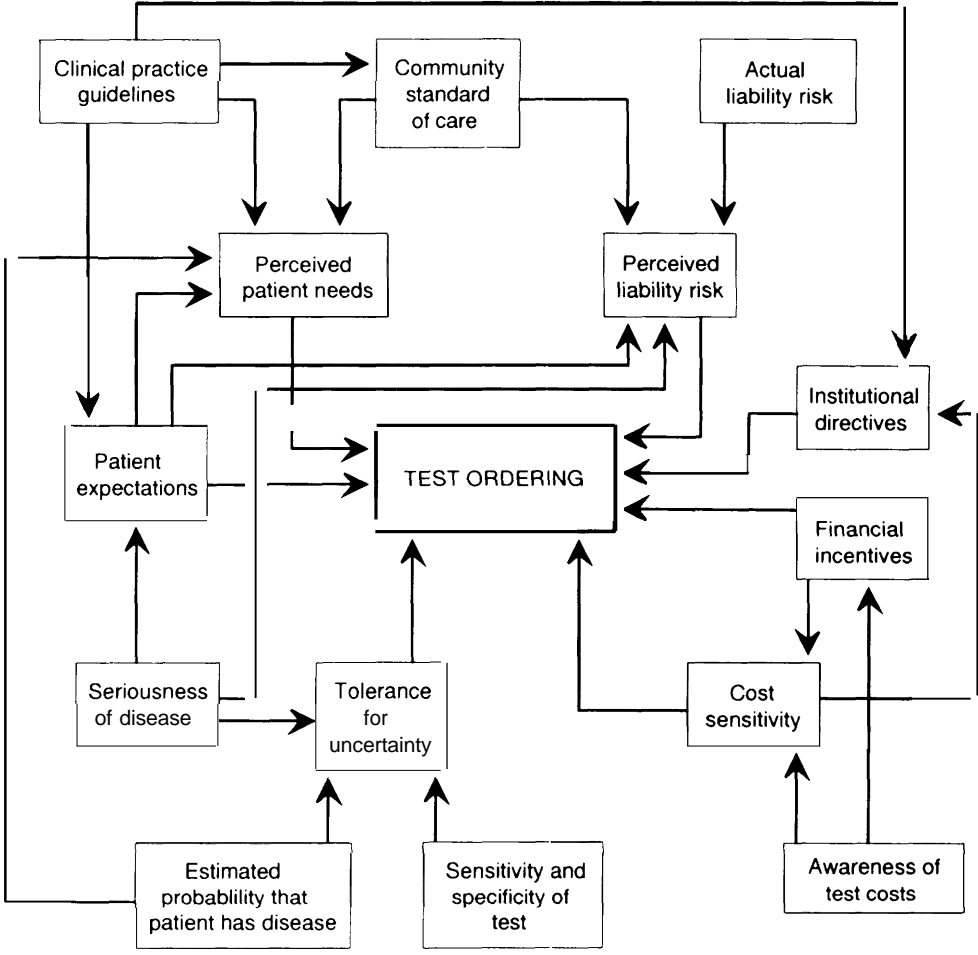 Clinical practice
guidelines
Community
standard
of care
Actual
liability risk
Perceived
patient needs
Perceived
liability risk
Institutional
directives
Patient
expectations
TEST ORDERING
Financial
incentives
Seriousness
of disease
Tolerance
for
uncertainty
Cost
sensitivity
Estimated
probablility that
patient has disease
Sensitivity and
specificity of
test
Awareness of
test costs